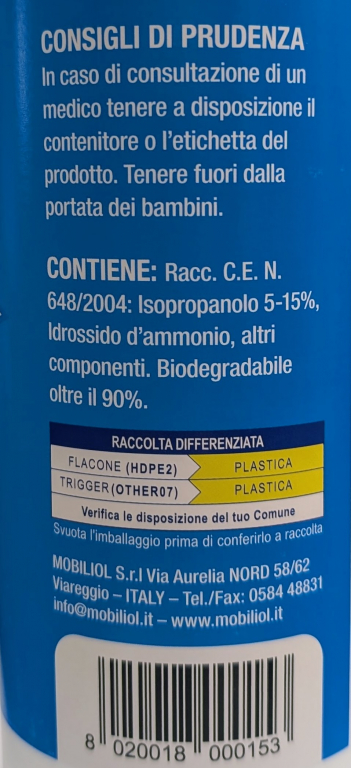 CONSIGLI DI PRUDENZA
In caso di consultazione di un
medico tenere a disposizione il
contenitore o l'etichetta del
prodotto. Tenere fuori dalla
portata dei bambini.
CONTIENE: Racc. C.E. N.
648/2004: Isopropanolo 5-15%,
Idrossido d'ammonio, altri
componenti. Biodegradabile
oltre il 90%.
RACCOLTA DIFFERENZIATA
FLACONE (HDPE2) PLASTICA
TRIGGER (OTHER07) PLASTICA
Verifica le disposizione del tuo Comune
Svuota l'imballaggio prima di conferirlo a raccolta
MOBILIOL S.r.l Via Aurelia NORD 58/62
Viareggio – ITALY – Tel./Fax: 0584 48831
info@mobiliol.it – www.mobiliol.it
8 020018 000153